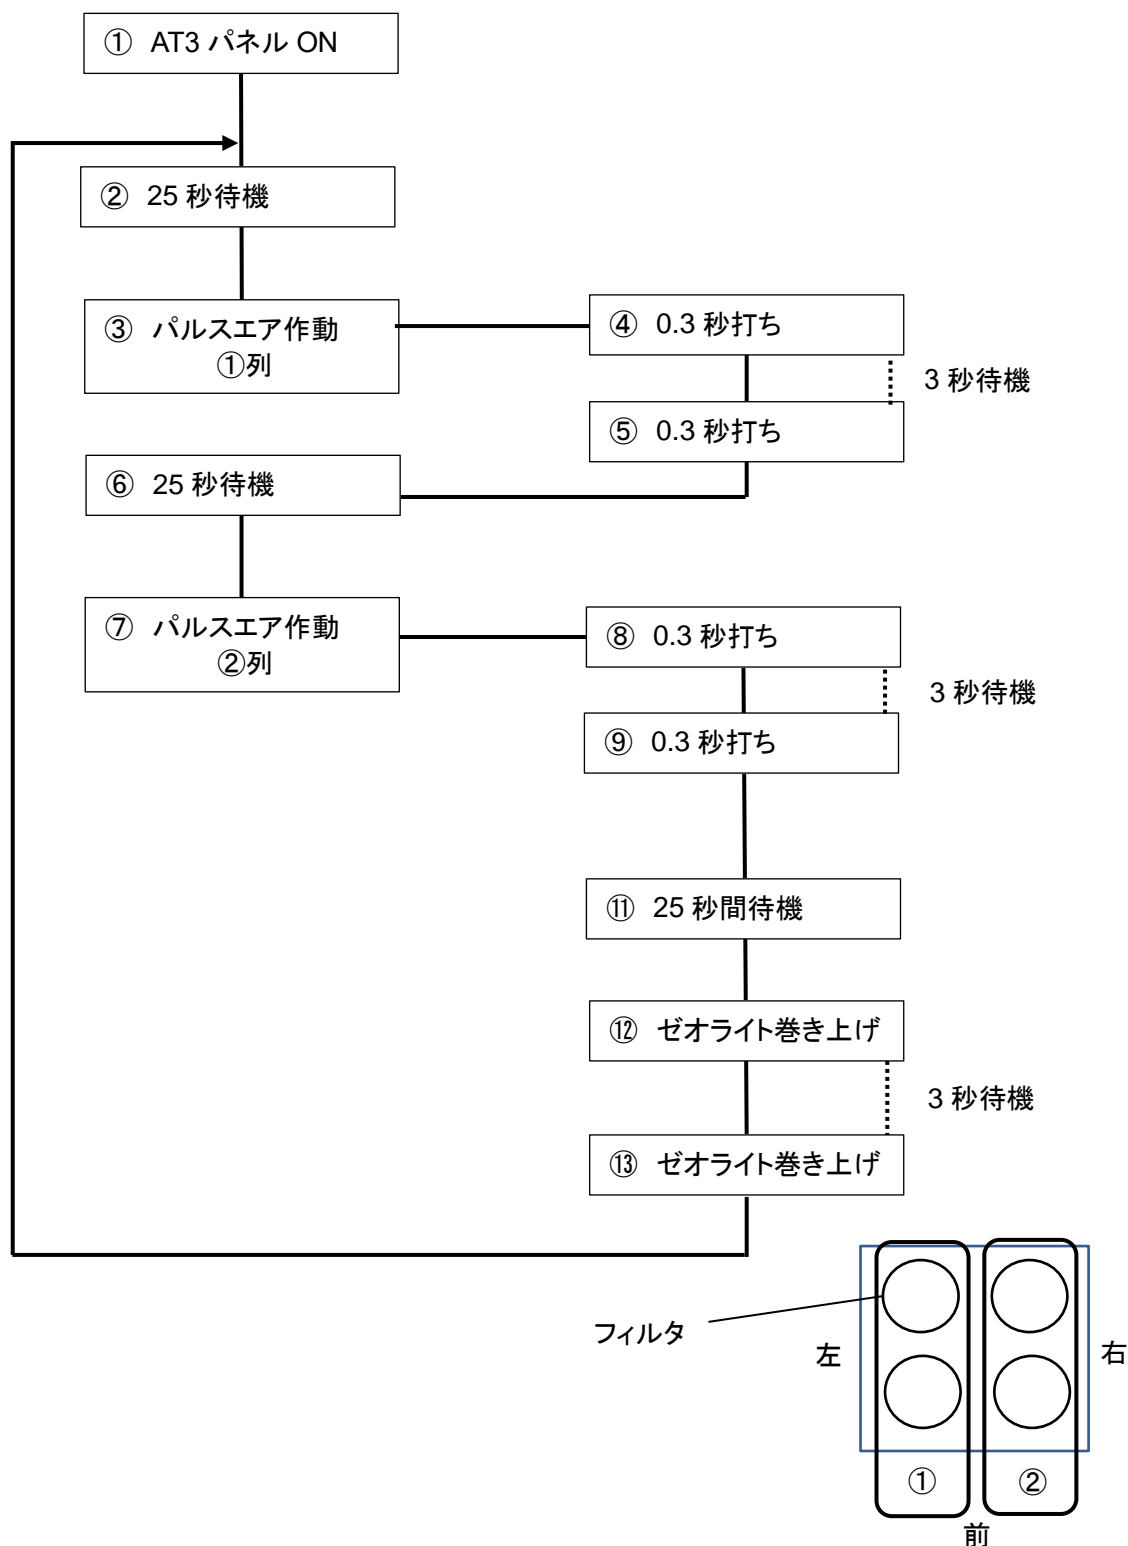 ① AT3 パネル ON
② 25 秒待機
③ パルスエア作動
①列
④ 0.3 秒打ち
3 秒待機
⑤ 0.3 秒打ち
⑥ 25 秒待機
⑦ パルスエア作動
②列
⑧ 0.3 秒打ち
3 秒待機
⑨ 0.3 秒打ち
⑪ 25 秒間待機
⑫ ゼオライト巻き上げ
3 秒待機
⑬ ゼオライト巻き上げ
フィルタ
左
右
①
②
前